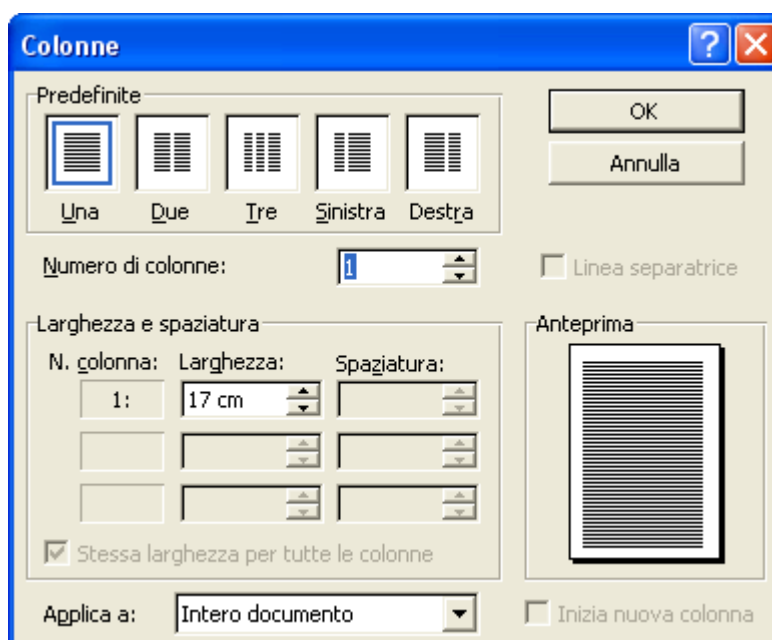 Colonne
Predefinite
Una Due Tre Sinistra Destra
OK
Annulla
Numero di colonne: 1
Linea separatrice
Larghezza e spaziatura
N. colonna: Larghezza: Spaziatura:
1: 17 cm
Stessa larghezza per tutte le colonne
Anteprima
Applica a: Intero documento
Inizia nuova colonna